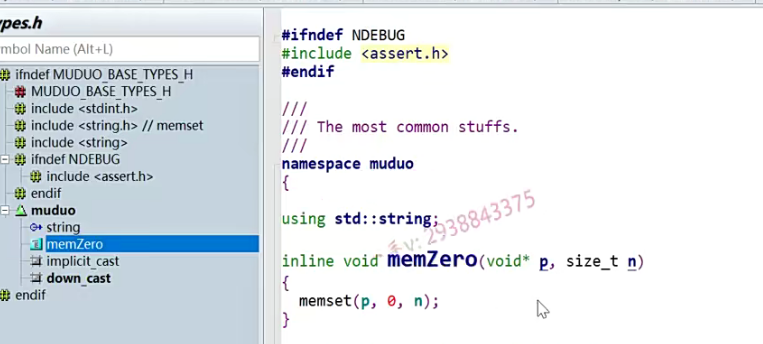 ypes.h
mbol Name (Alt+L)
ifndef MUDUO_BASE_TYPES_H
MUDUO_BASE_TYPES_H
include <stdint.h>
include <string.h> // memset
include <string>
ifndef NDEBUG
include <assert.h>
endif
muduo
string
memZero
implicit_cast
down_cast
endif
#ifndef NDEBUG
#include <assert.h>
#endif
///
/// The most common stuffs.
///
namespace muduo
{
using std::string;
inline void memZero(void* p, size_t n)
{
memset(p, 0, n);
}
v: 2938843375